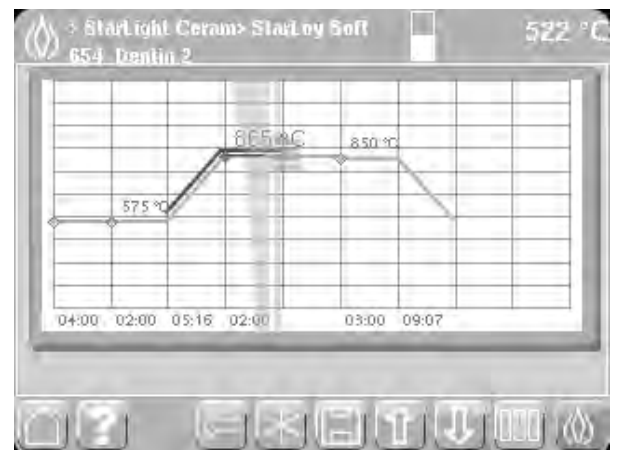 > StarLight Ceram> StarLoy Soft
522 °C
654 Dentin 2
865 °C
850 °C
575 °C
04:00 02:00 05:16 02:00 03:00 09:07
?